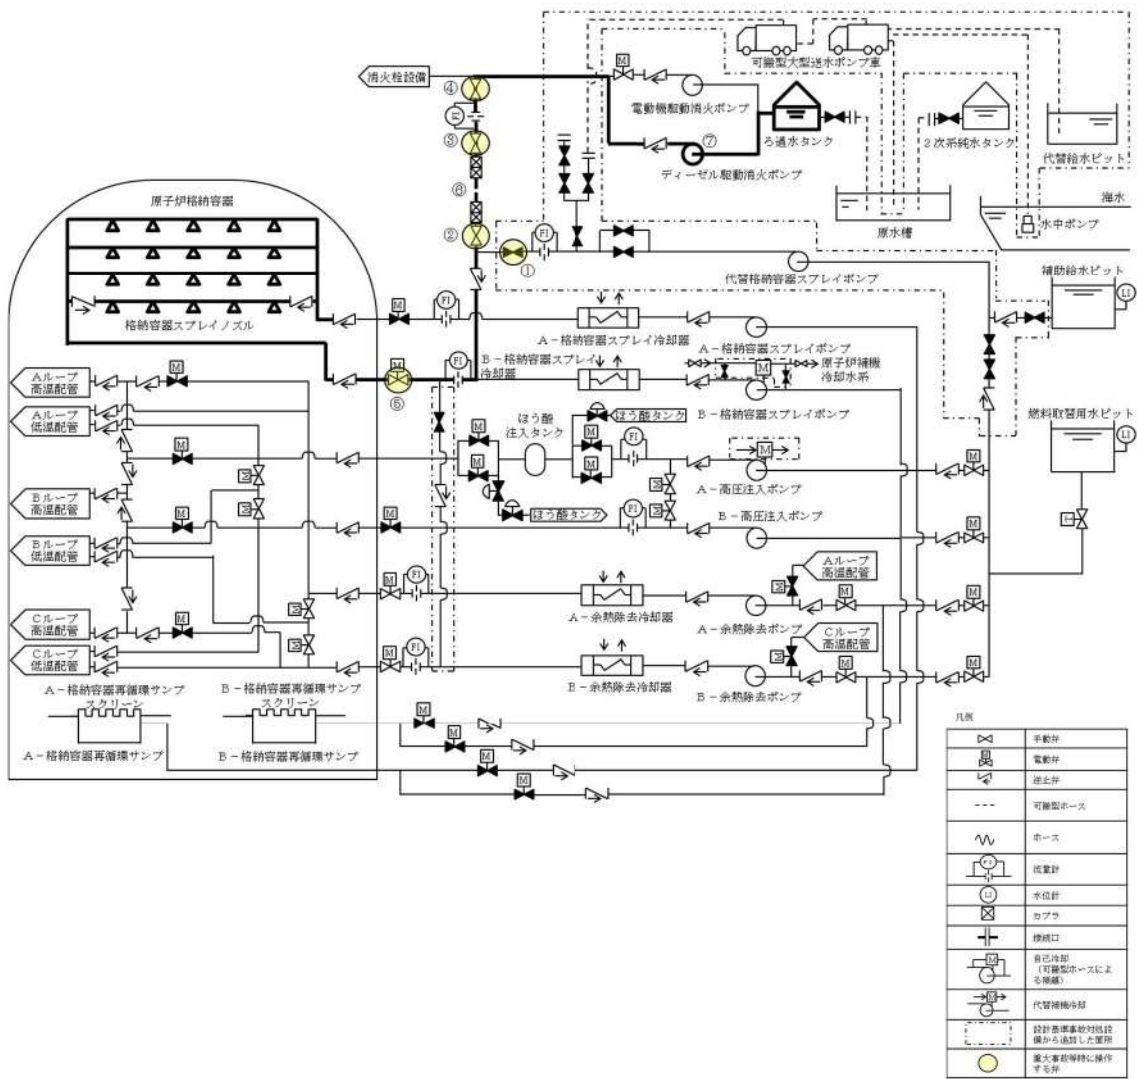 可搬型大型送水ポンプ車
消火栓設備
④
M
電動機駆動消火ポンプ
FI
③
⑦
ろ過水タンク
2次系純水タンク
代替給水ピット
ディーゼル駆動消火ポンプ
⑥
原子炉格納容器
海水
②
FI
原水槽
水中ポンプ
①
代替格納容器スプレイポンプ
補助給水ピット
LI
格納容器スプレイノズル
M
FI
A-格納容器スプレイ冷却器
A-格納容器スプレイポンプ
B-格納容器スプレイ
冷却器
FI
M
原子炉補機
冷却水系
M
⑤
Aループ
高温配管
M
B-格納容器スプレイポンプ
燃料取替用水ピット
LI
Aループ
低温配管
ほう酸
注入タンク
ほう酸タンク
M
M
FI
M
M
M
M
M
M
A-高圧注入ポンプ
M
M
Bループ
高温配管
M
ほう酸タンク
FI
M
B-高圧注入ポンプ
M
M
M
I
Bループ
低温配管
Aループ
高温配管
FI
M
M
M
M
A-余熱除去冷却器
A-余熱除去ポンプ
Cループ
高温配管
M
M
M
Cループ
高温配管
FI
M
M
M
M
Cループ
低温配管
B-余熱除去冷却器
B-余熱除去ポンプ
A-格納容器再循環サンプ
スクリーン
B-格納容器再循環サンプ
スクリーン
M
M
A-格納容器再循環サンプ
B-格納容器再循環サンプ
M
M
凡例
手動弁
M
電動弁
逆止弁
可搬型ホース
ホース
FI
流量計
LI
水位計
カプラ
接続口
M
自己冷却
(可搬型ホースによ
る隔離)
M
代替補機冷却
設計基準事故対処設
備から追加した箇所
重大事故等時に操作
する弁